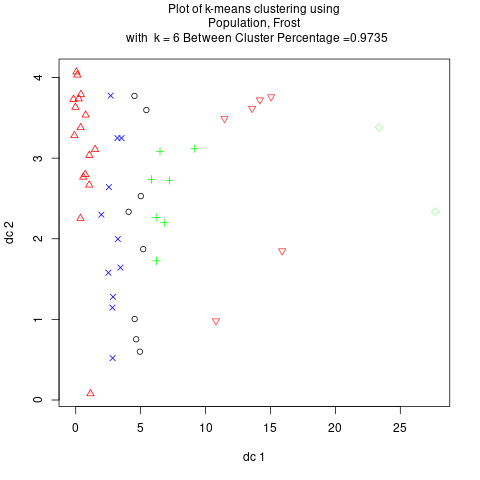 Plot of k-means clustering using
Population, Frost
with  k = 6 Between Cluster Percentage =0.9735
4
3
2
1
0
dc 2
0 5 10 15 20 25
dc 1